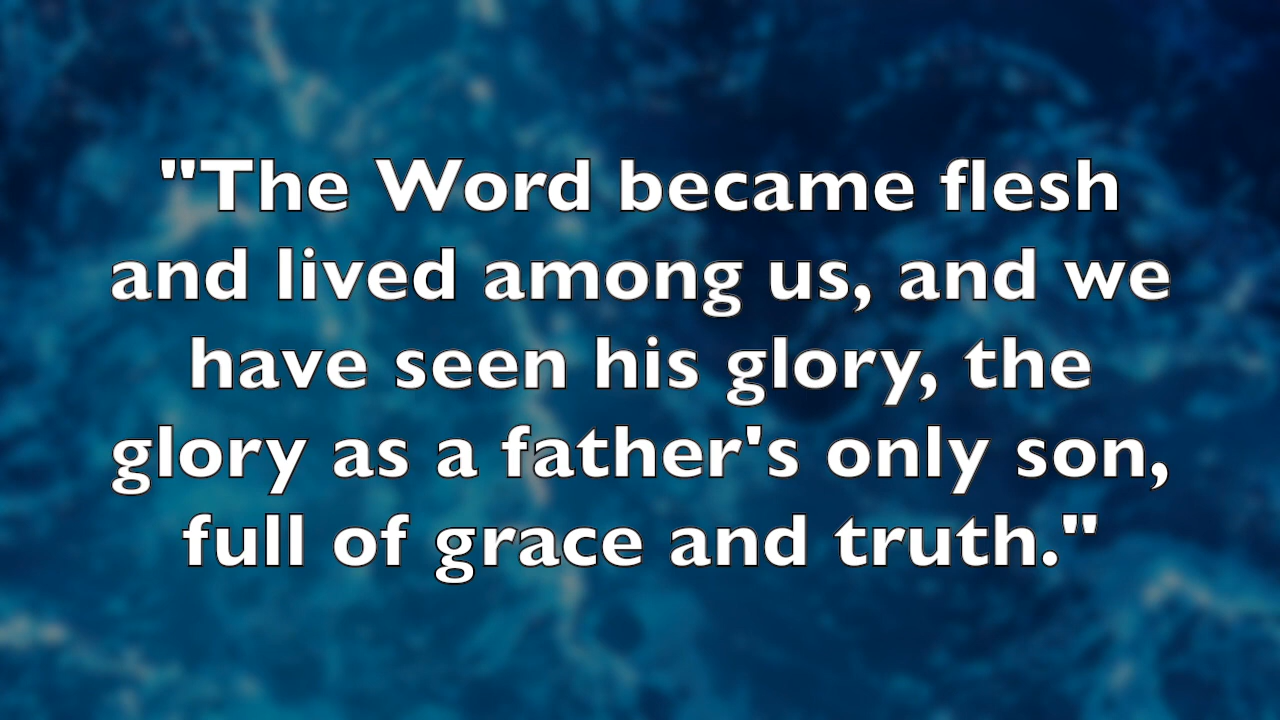 "The Word became flesh
and lived among us, and we
have seen his glory, the
glory as a father's only son,
full of grace and truth."